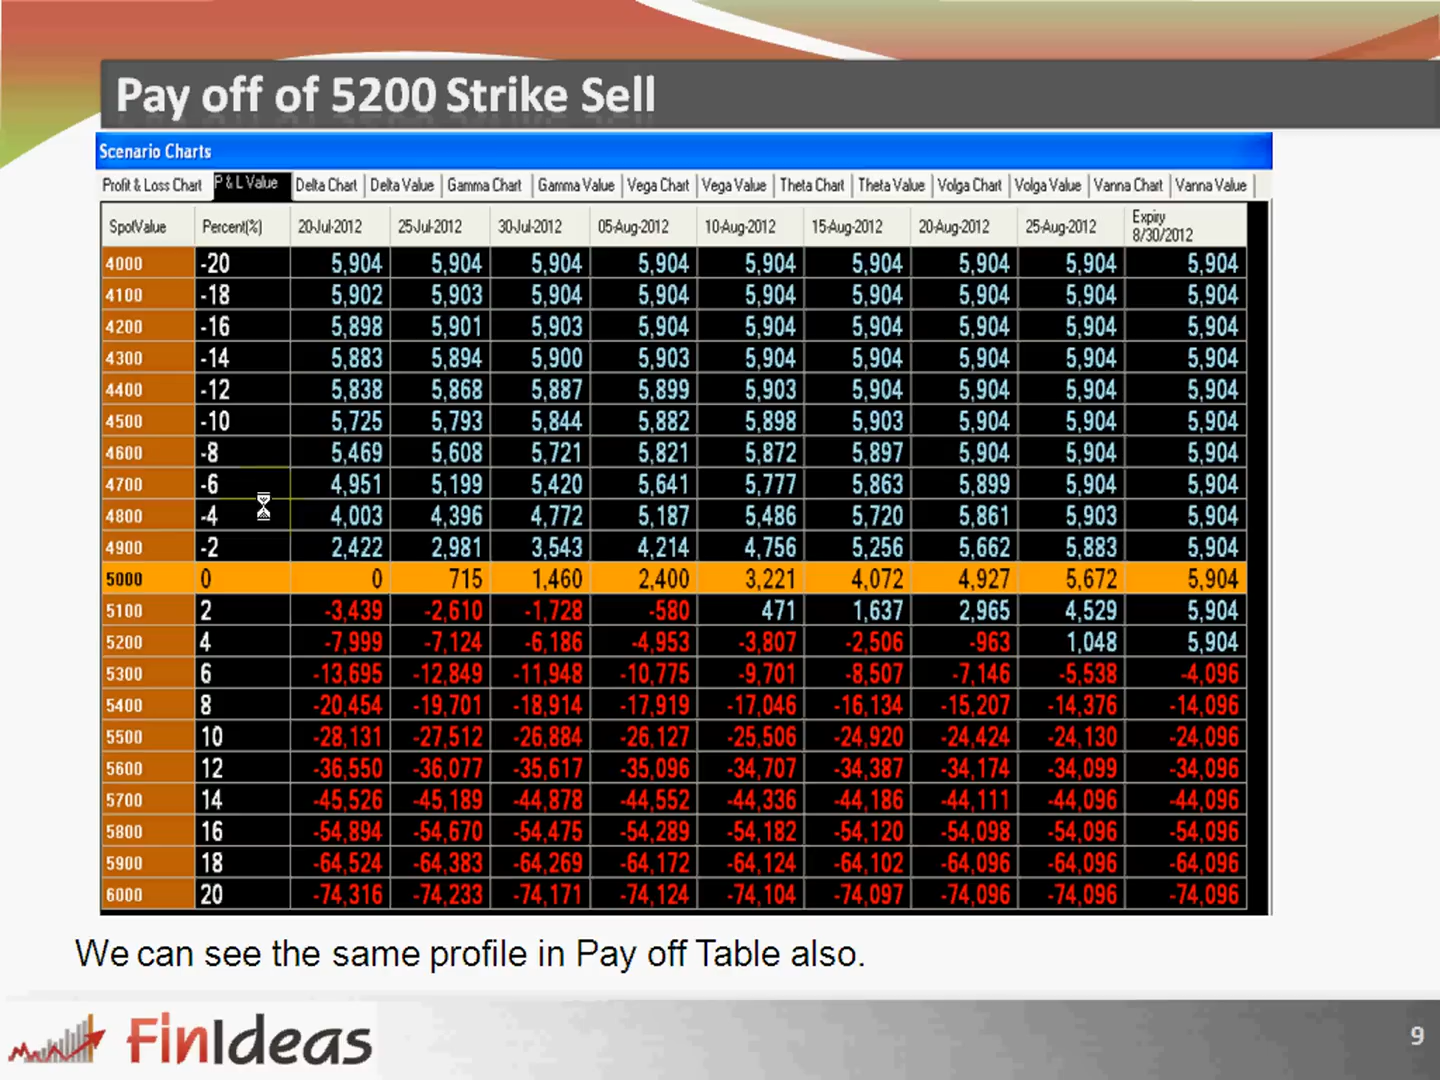 Pay off of 5200 Strike Sell
Scenario Charts
Profit & Loss Chart P & L Value Delta Chart Delta Value Gamma Chart Gamma Value Vega Chart Vega Value Theta Chart Theta Value Volga Chart Volga Value Vanna Chart Vanna Value
SpotValue Percent(%) 20-Jul-2012 25-Jul-2012 30-Jul-2012 05-Aug-2012 10-Aug-2012 15-Aug-2012 20-Aug-2012 25-Aug-2012 Expiry 8/30/2012
4000 -20 5,904 5,904 5,904 5,904 5,904 5,904 5,904 5,904 5,904
4100 -18 5,902 5,903 5,904 5,904 5,904 5,904 5,904 5,904 5,904
4200 -16 5,898 5,901 5,903 5,904 5,904 5,904 5,904 5,904 5,904
4300 -14 5,883 5,894 5,900 5,903 5,904 5,904 5,904 5,904 5,904
4400 -12 5,838 5,868 5,887 5,899 5,903 5,904 5,904 5,904 5,904
4500 -10 5,725 5,793 5,844 5,882 5,898 5,903 5,904 5,904 5,904
4600 -8 5,469 5,608 5,721 5,821 5,872 5,897 5,904 5,904 5,904
4700 -6 4,951 5,199 5,420 5,641 5,777 5,863 5,899 5,904 5,904
4800 -4 4,003 4,396 4,772 5,187 5,486 5,720 5,861 5,903 5,904
4900 -2 2,422 2,981 3,543 4,214 4,756 5,256 5,662 5,883 5,904
5000 0 0 715 1,460 2,400 3,221 4,072 4,927 5,672 5,904
5100 2 -3,439 -2,610 -1,728 -580 471 1,637 2,965 4,529 5,904
5200 4 -7,999 -7,124 -6,186 -4,953 -3,807 -2,506 -963 1,048 5,904
5300 6 -13,695 -12,849 -11,948 -10,775 -9,701 -8,507 -7,146 -5,538 -4,096
5400 8 -20,454 -19,701 -18,914 -17,919 -17,046 -16,134 -15,207 -14,376 -14,096
5500 10 -28,131 -27,512 -26,884 -26,127 -25,506 -24,920 -24,424 -24,130 -24,096
5600 12 -36,550 -36,077 -35,617 -35,096 -34,707 -34,387 -34,174 -34,099 -34,096
5700 14 -45,526 -45,189 -44,878 -44,552 -44,336 -44,186 -44,111 -44,096 -44,096
5800 16 -54,894 -54,670 -54,475 -54,289 -54,182 -54,120 -54,098 -54,096 -54,096
5900 18 -64,524 -64,383 -64,269 -64,172 -64,124 -64,102 -64,096 -64,096 -64,096
6000 20 -74,316 -74,233 -74,171 -74,124 -74,104 -74,097 -74,096 -74,096 -74,096
We can see the same profile in Pay off Table also.
FinIdeas
9